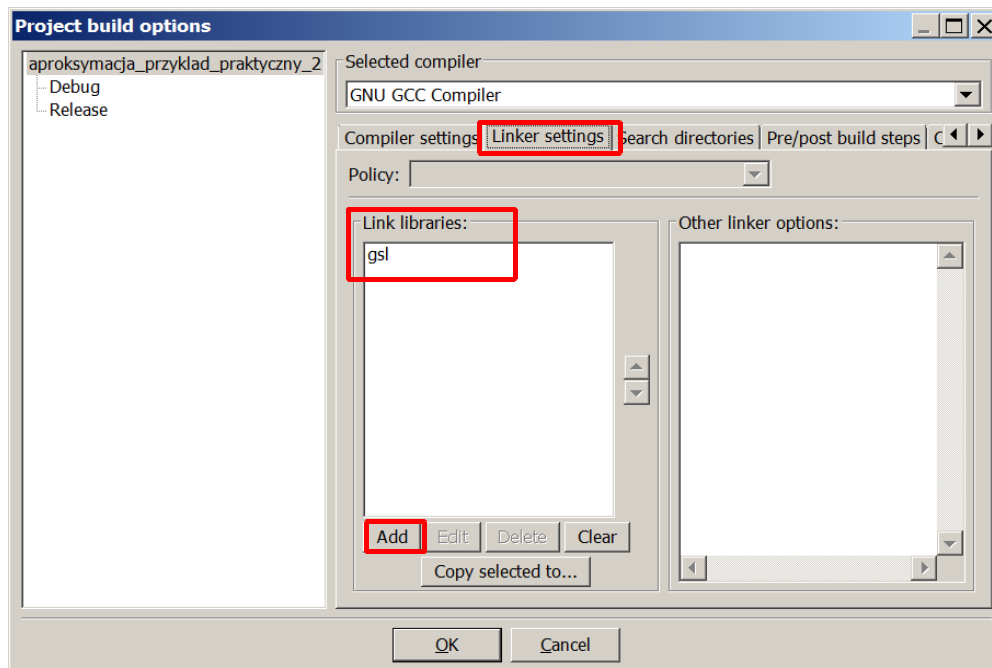 Project build options
aproksymacja_przyklad_praktyczny_2
Debug
Release
Selected compiler
GNU GCC Compiler
Compiler settings Linker settings Search directories Pre/post build steps C
Policy:
Link libraries:
gsl
Other linker options:
Add Edit Delete Clear
Copy selected to...
OK Cancel